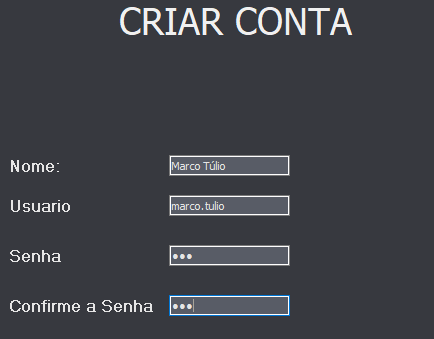 CRIAR CONTA
Nome: Marco Túlio
Usuario marco.tulio
Senha •••
Confirme a Senha •••